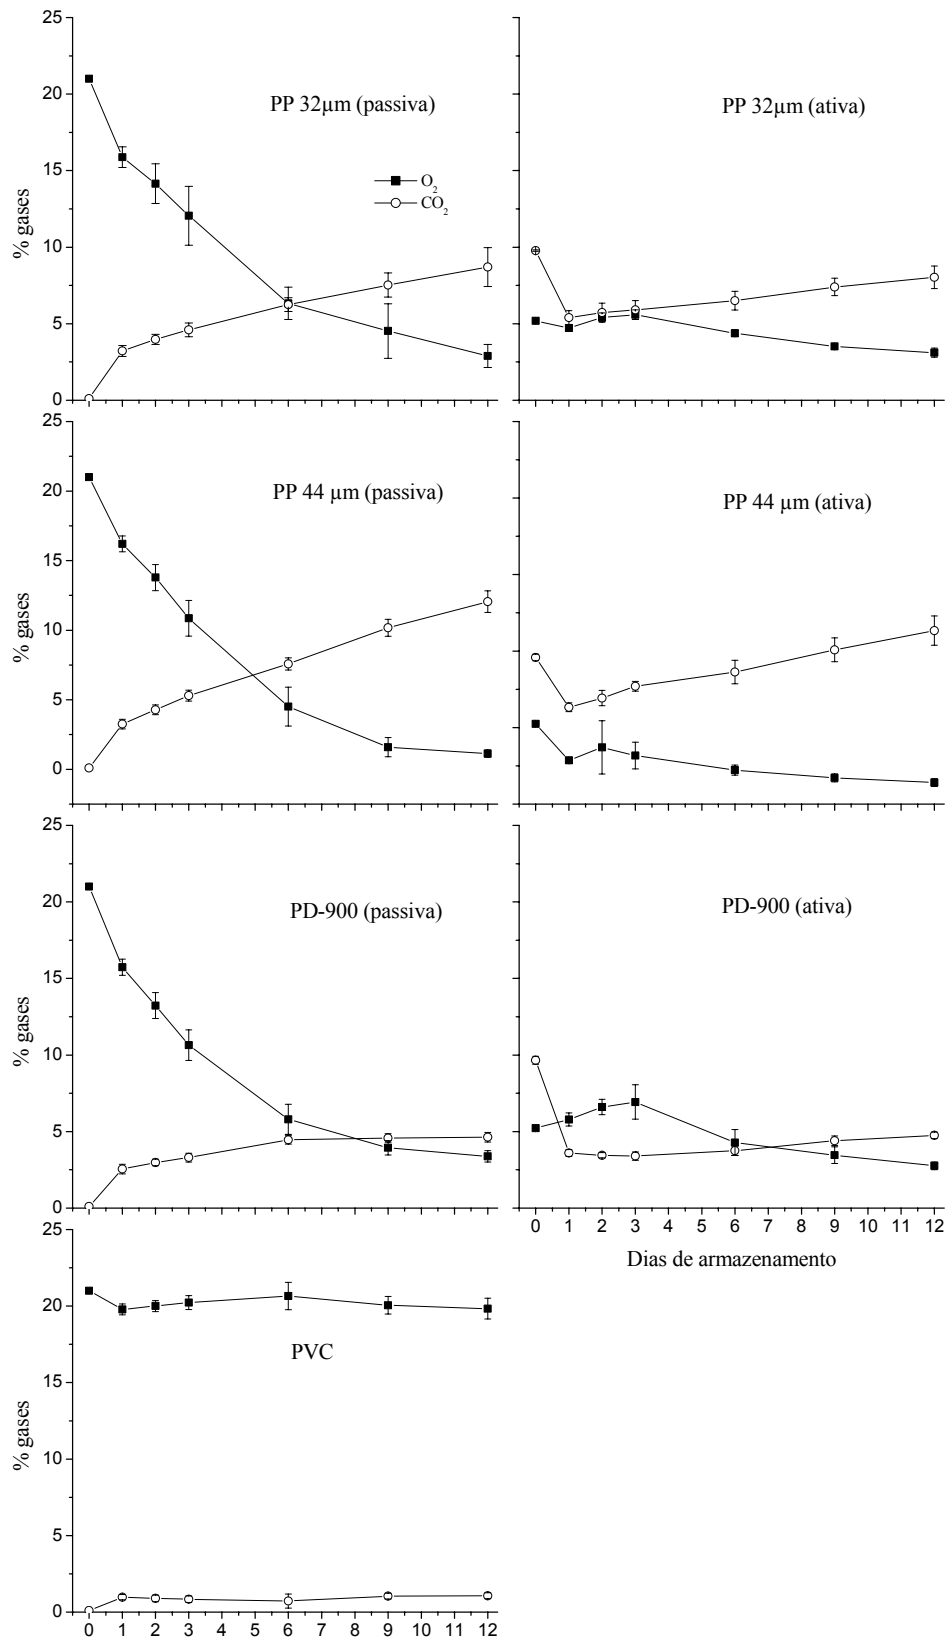 25
20
15
10
5
0
% gases
PP 32µm (passiva)
O2
CO2
PP 32µm (ativa)
25
20
15
10
5
0
% gases
PP 44 µm (passiva)
PP 44 µm (ativa)
25
20
15
10
5
0
% gases
PD-900 (passiva)
PD-900 (ativa)
0 1 2 3 4 5 6 7 8 9 10 11 12
Dias de armazenamento
25
20
15
10
5
0
% gases
PVC
0 1 2 3 4 5 6 7 8 9 10 11 12